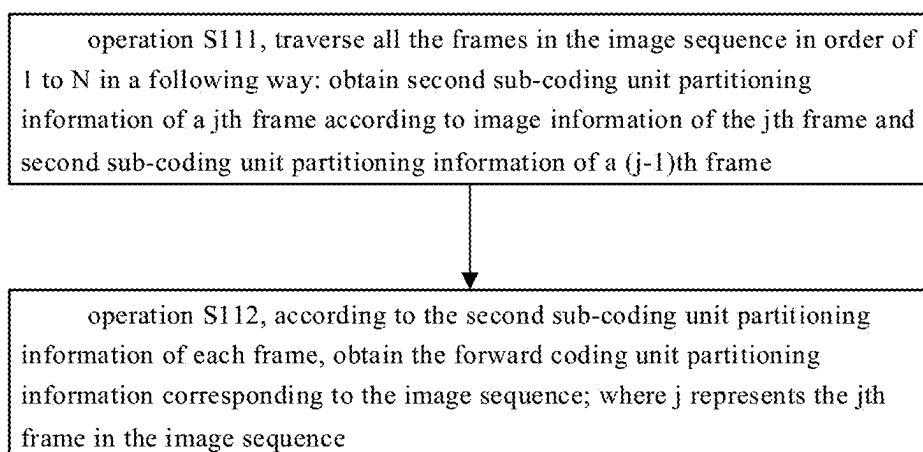 operation S111, traverse all the frames in the image sequence in order of
1 to N in a following way: obtain second sub-coding unit partitioning
information of a jth frame according to image information of the jth frame and
second sub-coding unit partitioning information of a (j-1)th frame
operation S112, according to the second sub-coding unit partitioning
information of each frame, obtain the forward coding unit partitioning
information corresponding to the image sequence; where j represents the jth
frame in the image sequence